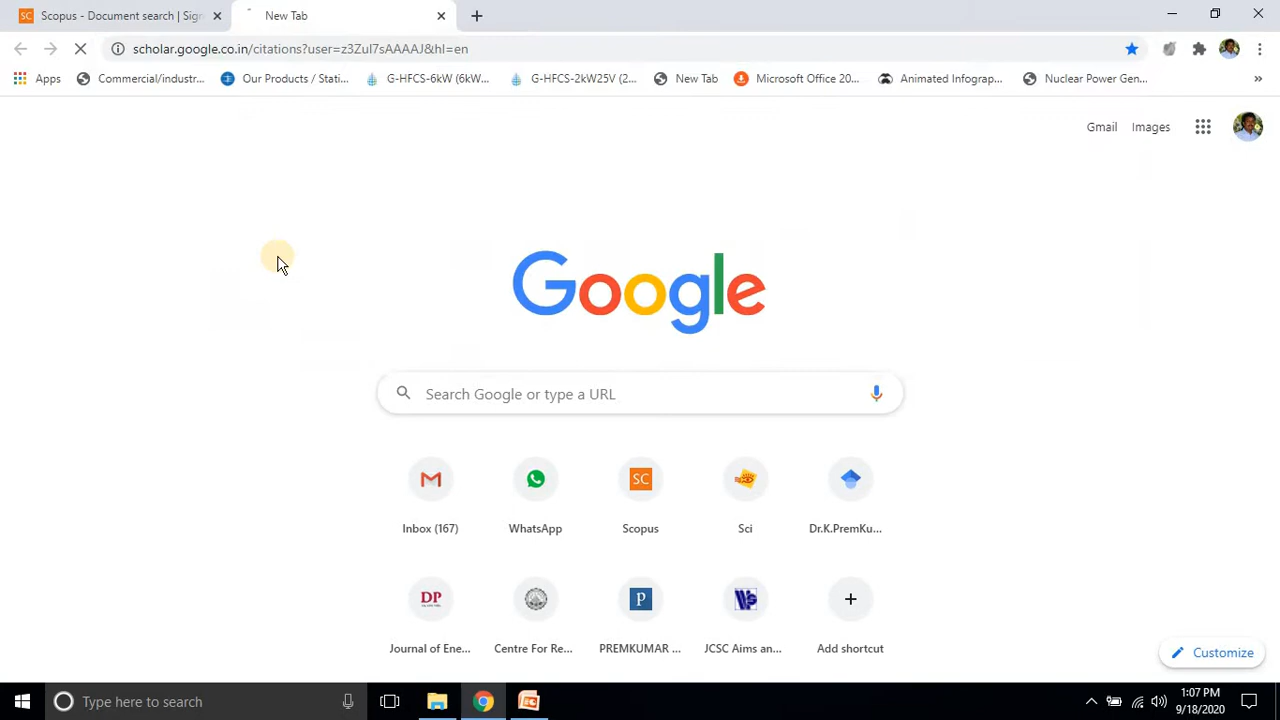 Scopus - Document search | Sign
New Tab
scholar.google.co.in/citations?user=z3Zul7sAAAAJ&hl=en
Apps
Commercial/industr...
Our Products / Stati...
G-HFCS-6kW (6kW...
G-HFCS-2kW25V (2...
New Tab
Microsoft Office 20...
Animated Infograp...
Nuclear Power Gen...
Gmail
Images
Google
Search Google or type a URL
SC
Inbox (167)
WhatsApp
Scopus
Sci
Dr.K.PremKu...
DP
P
Journal of Ene...
Centre For Re...
PREMKUMAR ...
JCSC Aims an...
Add shortcut
Customize
Type here to search
1:07 PM
9/18/2020